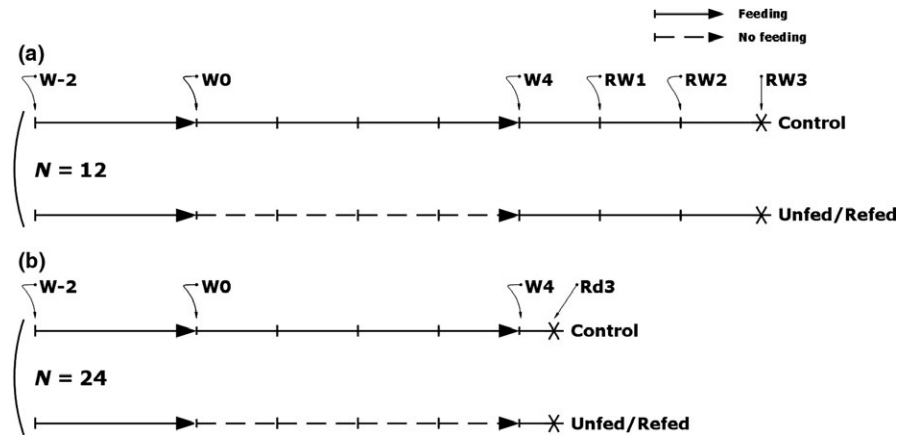 Feeding
No feeding
(a)
W-2 W0 W4 RW1 RW2 RW3
Control
N = 12
Unfed/Refed
(b)
W-2 W0 W4 Rd3
Control
N = 24
Unfed/Refed